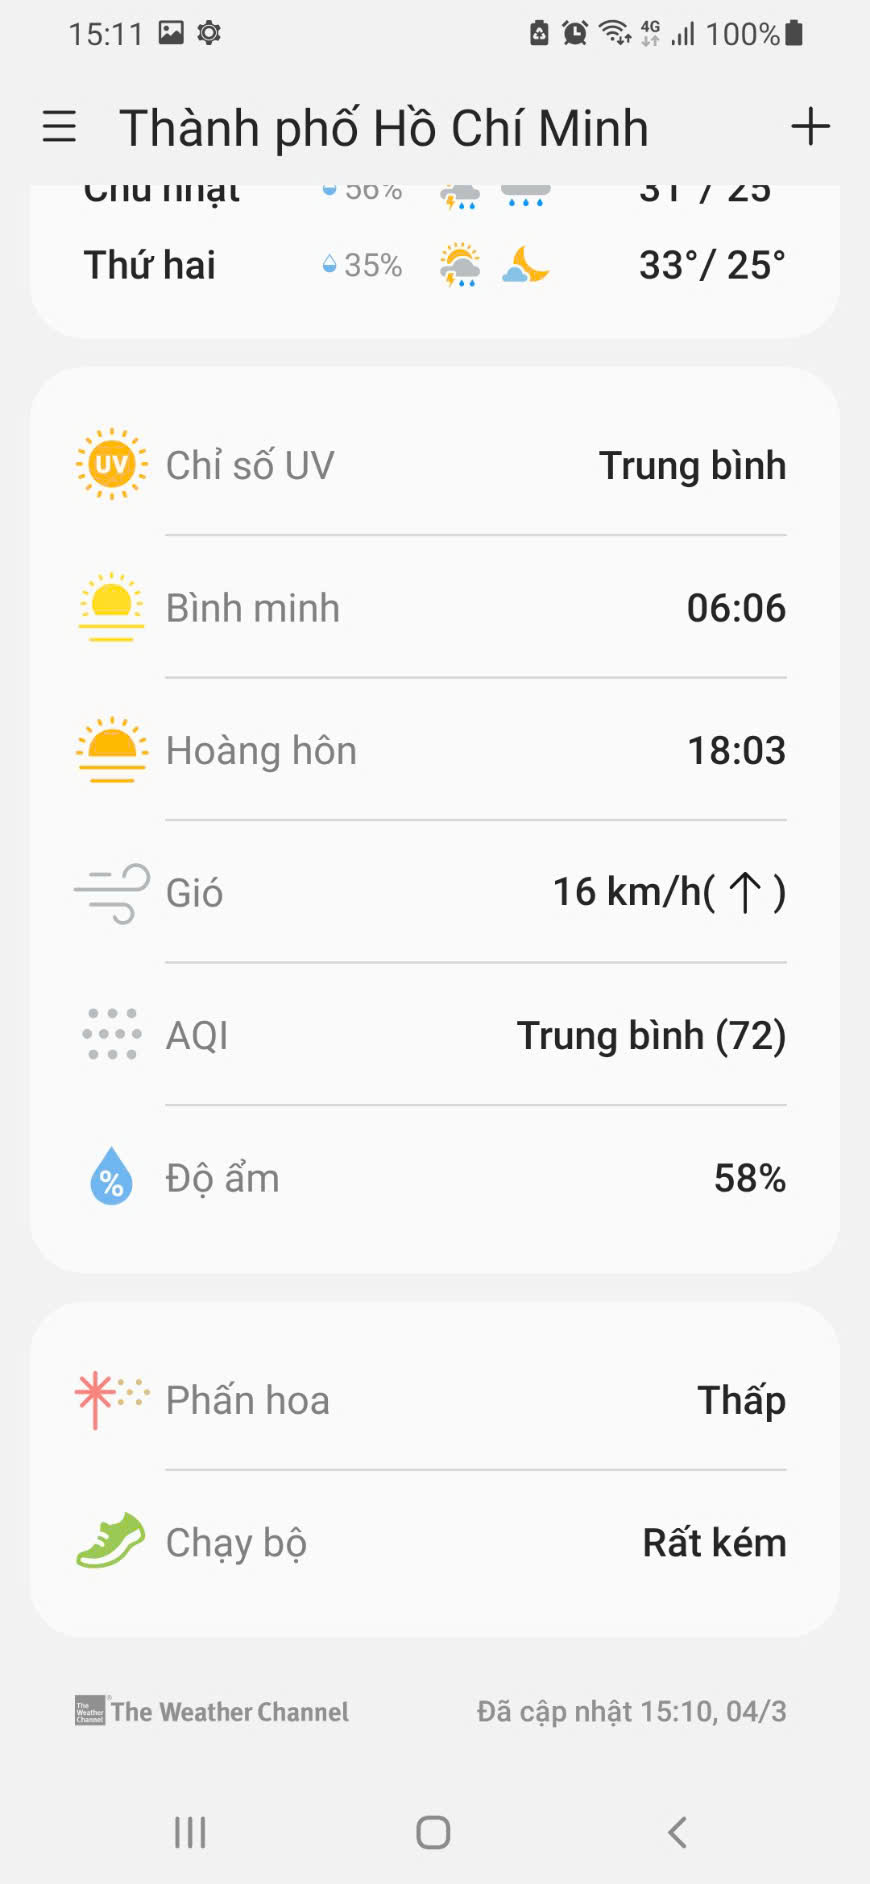 15:11 4G 100%
Thành phố Hồ Chí Minh
Chủ nhật 56% 31 / 25
Thứ hai 35% 33°/ 25°
UV Chỉ số UV Trung bình
Bình minh 06:06
Hoàng hôn 18:03
Gió 16 km/h( ↑ )
AQI Trung bình (72)
% Độ ẩm 58%
Phấn hoa Thấp
Chạy bộ Rất kém
The Weather Channel The Weather Channel Đã cập nhật 15:10, 04/3